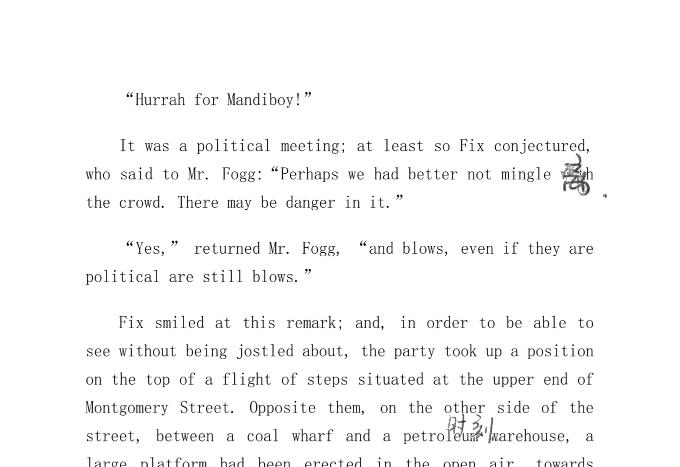 “Hurrah for Mandiboy!”
It was a political meeting; at least so Fix conjectured,
who said to Mr. Fogg: “Perhaps we had better not mingle
the crowd. There may be danger in it.”
“Yes,” returned Mr. Fogg, “and blows, even if they are
political are still blows.”
Fix smiled at this remark; and, in order to be able to
see without being jostled about, the party took up a position
on the top of a flight of steps situated at the upper end of
Montgomery Street. Opposite them, on the other side of the
street, between a coal wharf and a petroleum warehouse, a
large platform had been erected in the open air, towards
时刻